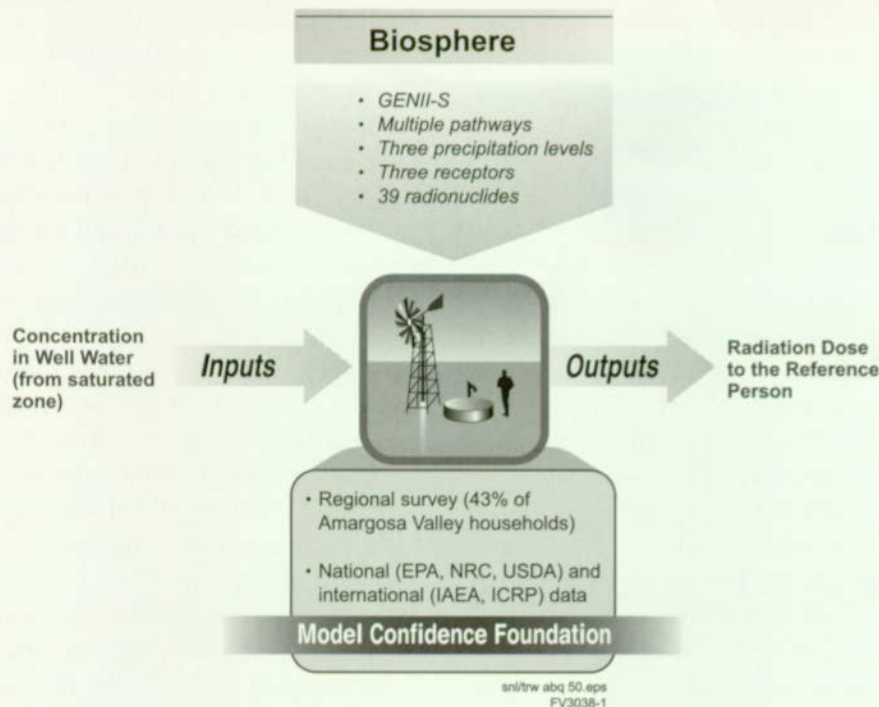 Biosphere
• GENII-S
• Multiple pathways
• Three precipitation levels
• Three receptors
• 39 radionuclides
Concentration
in Well Water
(from saturated
zone)
Inputs
Outputs
Radiation Dose
to the Reference
Person
• Regional survey (43% of
Amargosa Valley households)
• National (EPA, NRC, USDA) and
international (IAEA, ICRP) data
Model Confidence Foundation
snl/trw abq 50.eps
FV3038-1